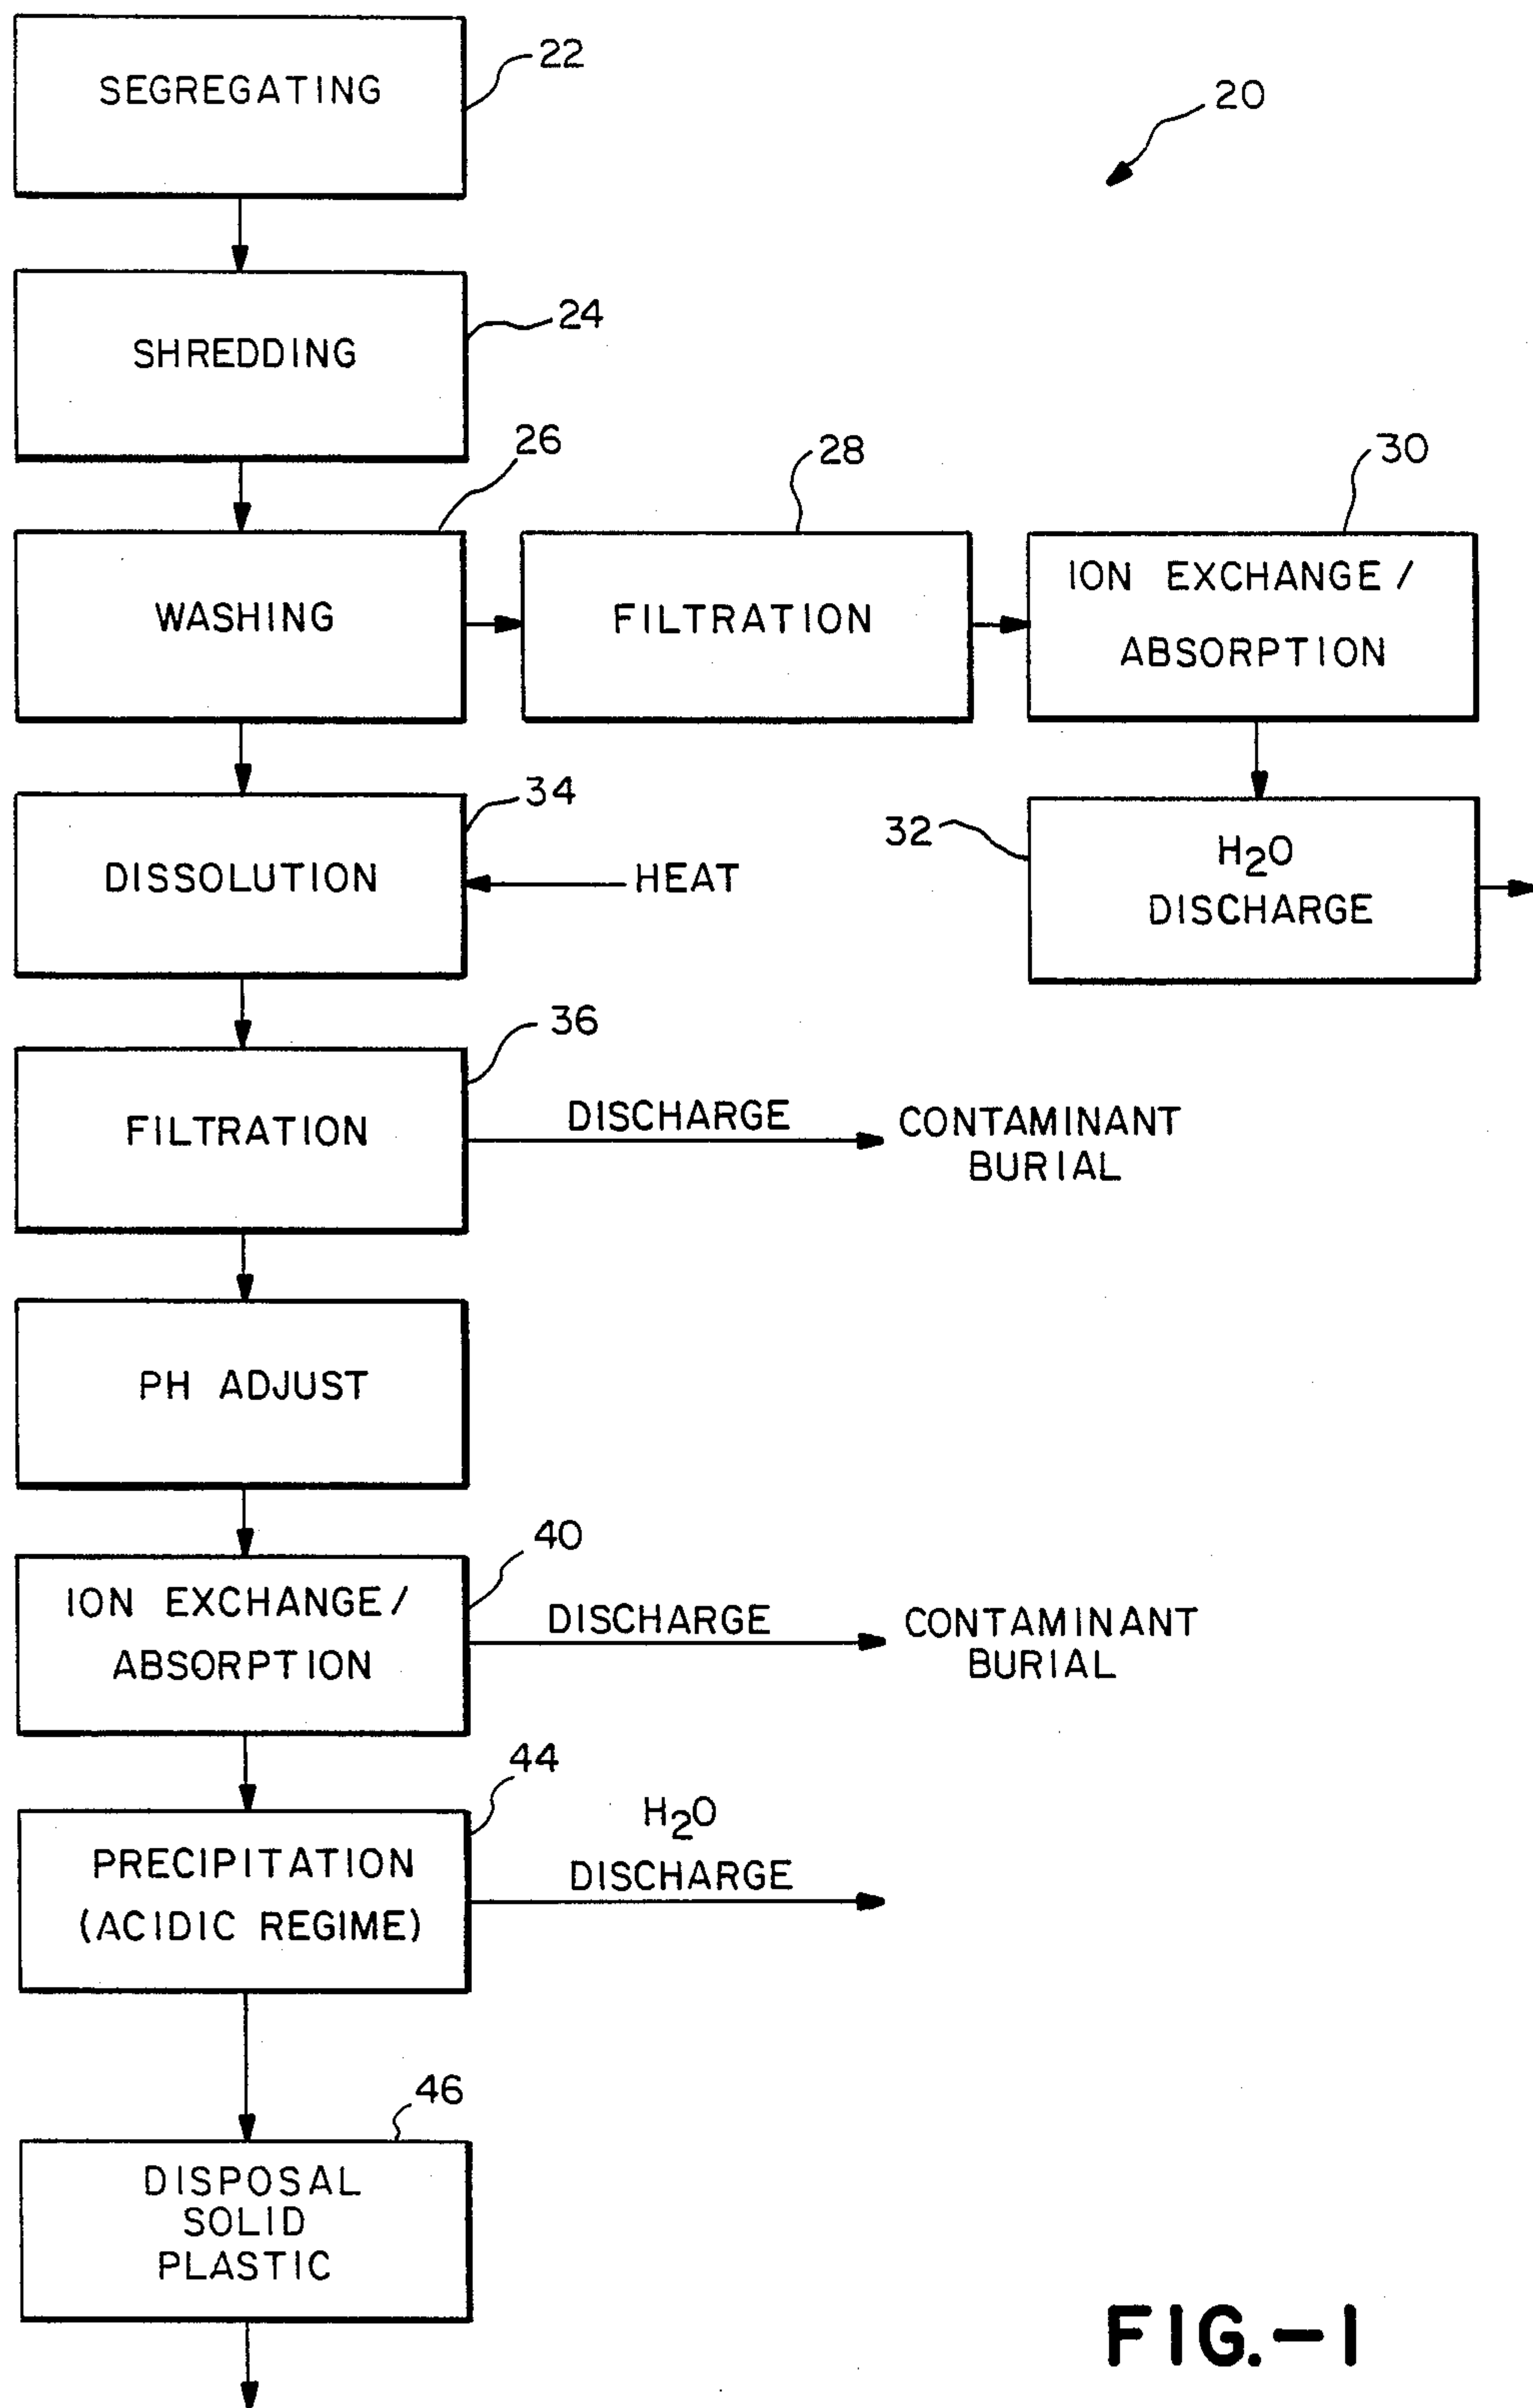 SEGREGATING
22
20
SHREDDING
24
26
28
30
WASHING
FILTRATION
ION EXCHANGE/
ABSORPTION
34
DISSOLUTION
HEAT
32
H2O
DISCHARGE
36
FILTRATION
DISCHARGE
CONTAMINANT
BURIAL
PH ADJUST
40
ION EXCHANGE/
ABSORPTION
DISCHARGE
CONTAMINANT
BURIAL
44
PRECIPITATION
(ACIDIC REGIME)
H2O
DISCHARGE
46
DISPOSAL
SOLID
PLASTIC
FIG.-1